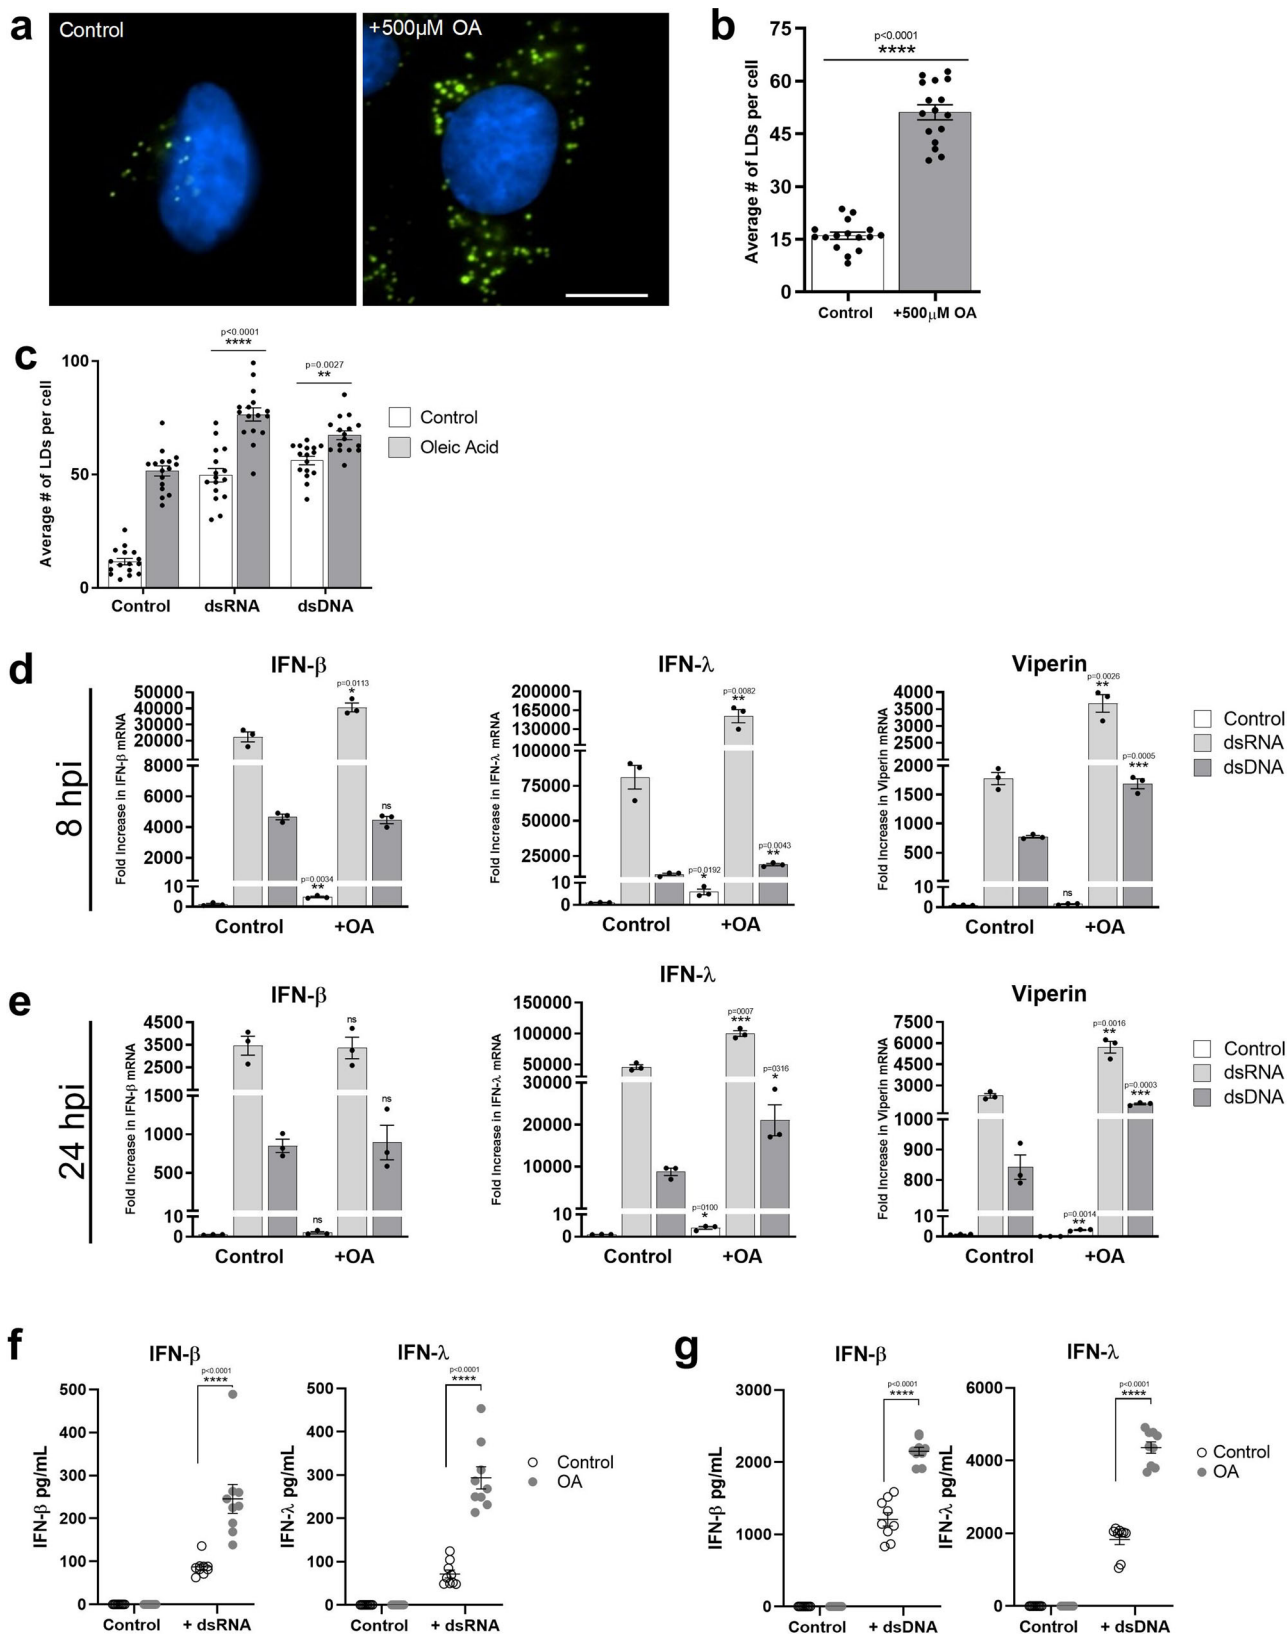 a
Control
+500µM OA
b
p<0.0001
****
75
60
45
30
15
0
Average # of LDs per cell
Control
+500µM OA
c
p<0.0001
****
p=0.0027
**
100
50
0
Average # of LDs per cell
Control
dsRNA
dsDNA
Control
Oleic Acid
d
8 hpi
IFN-β
Fold Increase in IFN-β mRNA
50000
40000
30000
20000
8000
6000
4000
2000
10
0
p=0.0034
**
p=0.0113
*
ns
Control
+OA
IFN-λ
Fold Increase in IFN-λ mRNA
200000
165000
130000
100000
75000
50000
25000
10
0
p=0.0192
*
p=0.0082
**
p=0.0043
**
Control
+OA
Viperin
Fold Increase in Viperin mRNA
4000
3500
3000
2500
2000
1500
1000
500
10
0
ns
p=0.0026
**
p=0.0005
***
Control
+OA
Control
dsRNA
dsDNA
e
24 hpi
IFN-β
Fold Increase in IFN-β mRNA
4500
3500
2500
1500
1000
500
10
0
ns
ns
ns
Control
+OA
IFN-λ
Fold Increase in IFN-λ mRNA
150000
100000
50000
30000
20000
10000
10
0
p=0100
*
p=0007
***
p=0316
*
Control
+OA
Viperin
Fold Increase in Viperin mRNA
7500
6000
4500
3000
1000
900
800
10
0
p=0.0014
**
p=0.0016
**
p=0.0003
***
Control
+OA
Control
dsRNA
dsDNA
f
IFN-β
p<0.0001
****
IFN-β pg/mL
500
400
300
200
100
0
Control
+ dsRNA
IFN-λ
p<0.0001
****
IFN-λ pg/mL
500
400
300
200
100
0
Control
+ dsRNA
Control
OA
g
IFN-β
p<0.0001
****
IFN-β pg/mL
3000
2000
1000
0
Control
+ dsDNA
IFN-λ
p<0.0001
****
IFN-λ pg/mL
6000
4000
2000
0
Control
+ dsDNA
Control
OA